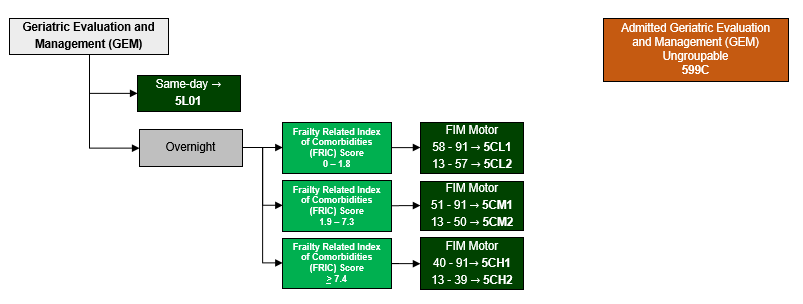 Geriatric Evaluation and
Management (GEM)
Admitted Geriatric Evaluation
and Management (GEM)
Ungroupable
599C
Same-day →
5L01
Overnight
Frailty Related Index
of Comorbidities
(FRIC) Score
0 – 1.8
FIM Motor
58 - 91→ 5CL1
13 - 57→ 5CL2
Frailty Related Index
of Comorbidities
(FRIC) Score
1.9 – 7.3
FIM Motor
51 - 91→ 5CM1
13 - 50→ 5CM2
Frailty Related Index
of Comorbidities
(FRIC) Score
≥ 7.4
FIM Motor
40 - 91→ 5CH1
13 - 39→ 5CH2